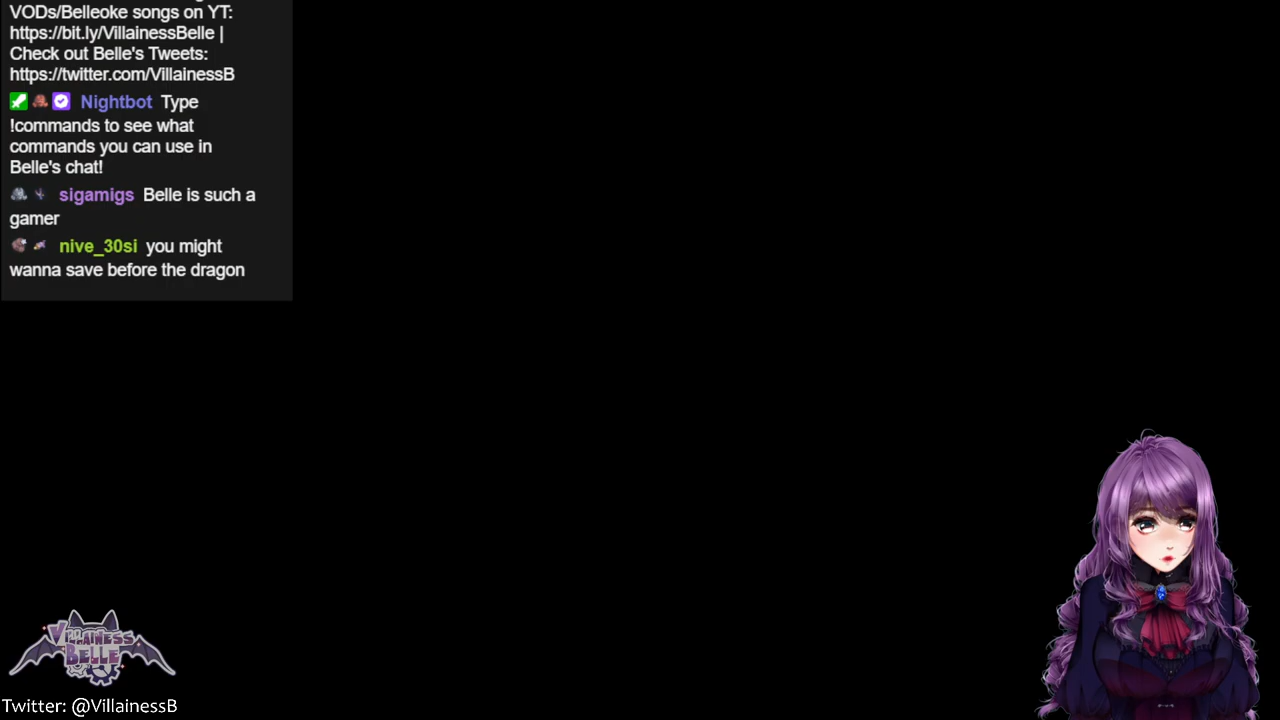 VODs/Belleoke songs on YT:
https://bit.ly/VillainessBelle |
Check out Belle's Tweets:
https://twitter.com/VillainessB
Nightbot Type
!commands to see what
commands you can use in
Belle's chat!
sigamigs Belle is such a
gamer
nive_30si you might
wanna save before the dragon
VILLAINESS
BELLE
Twitter: @VillainessB